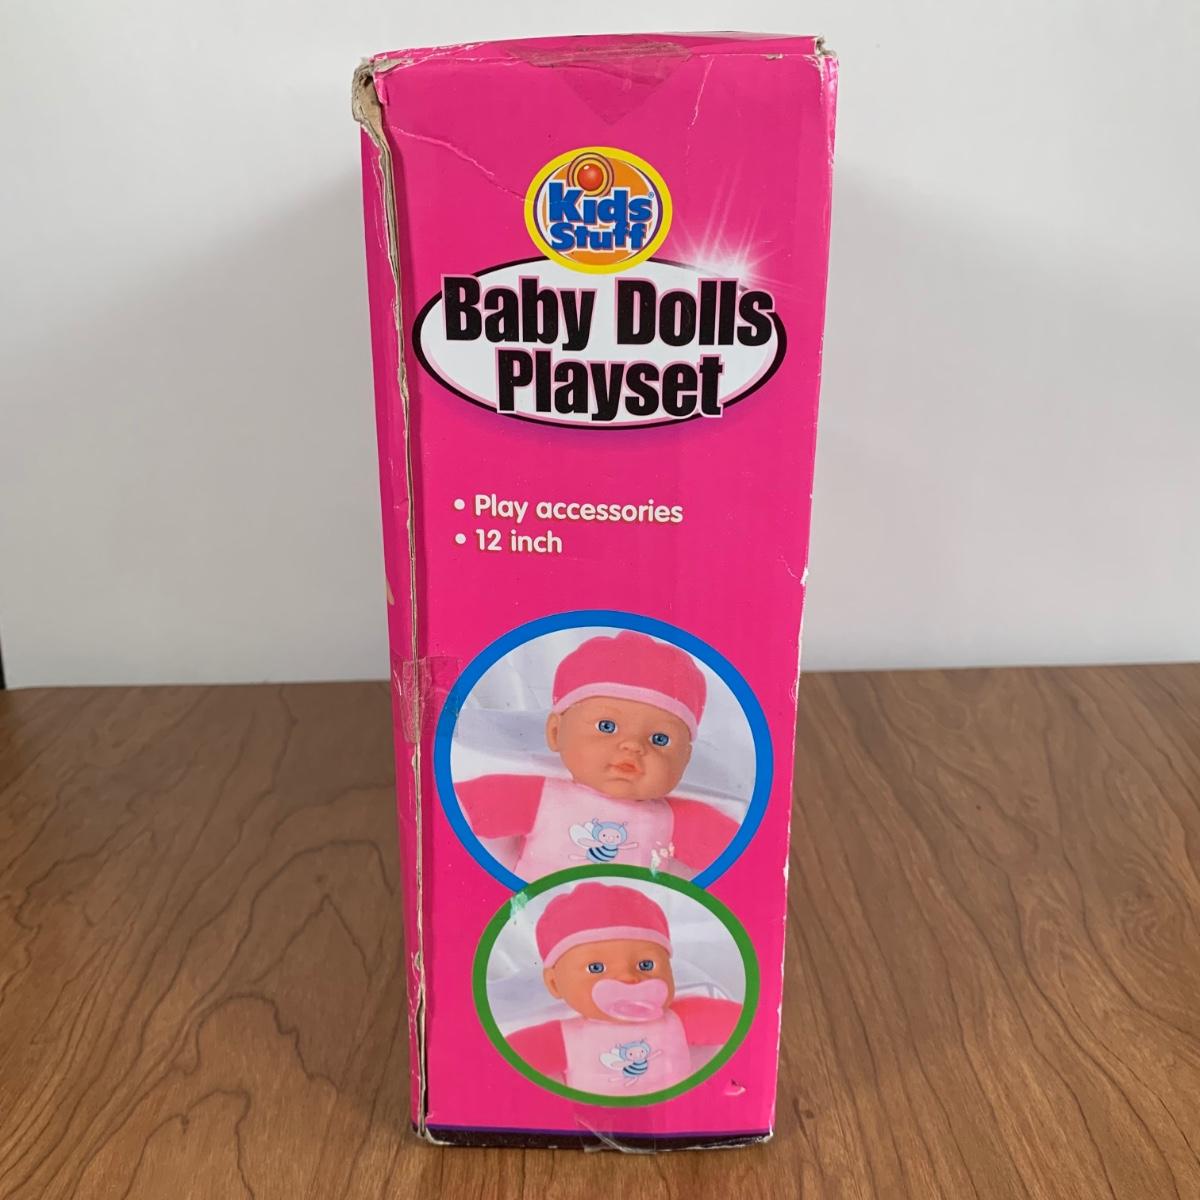 Kids
Stuff
Baby Dolls
Playset
• Play accessories
• 12 inch